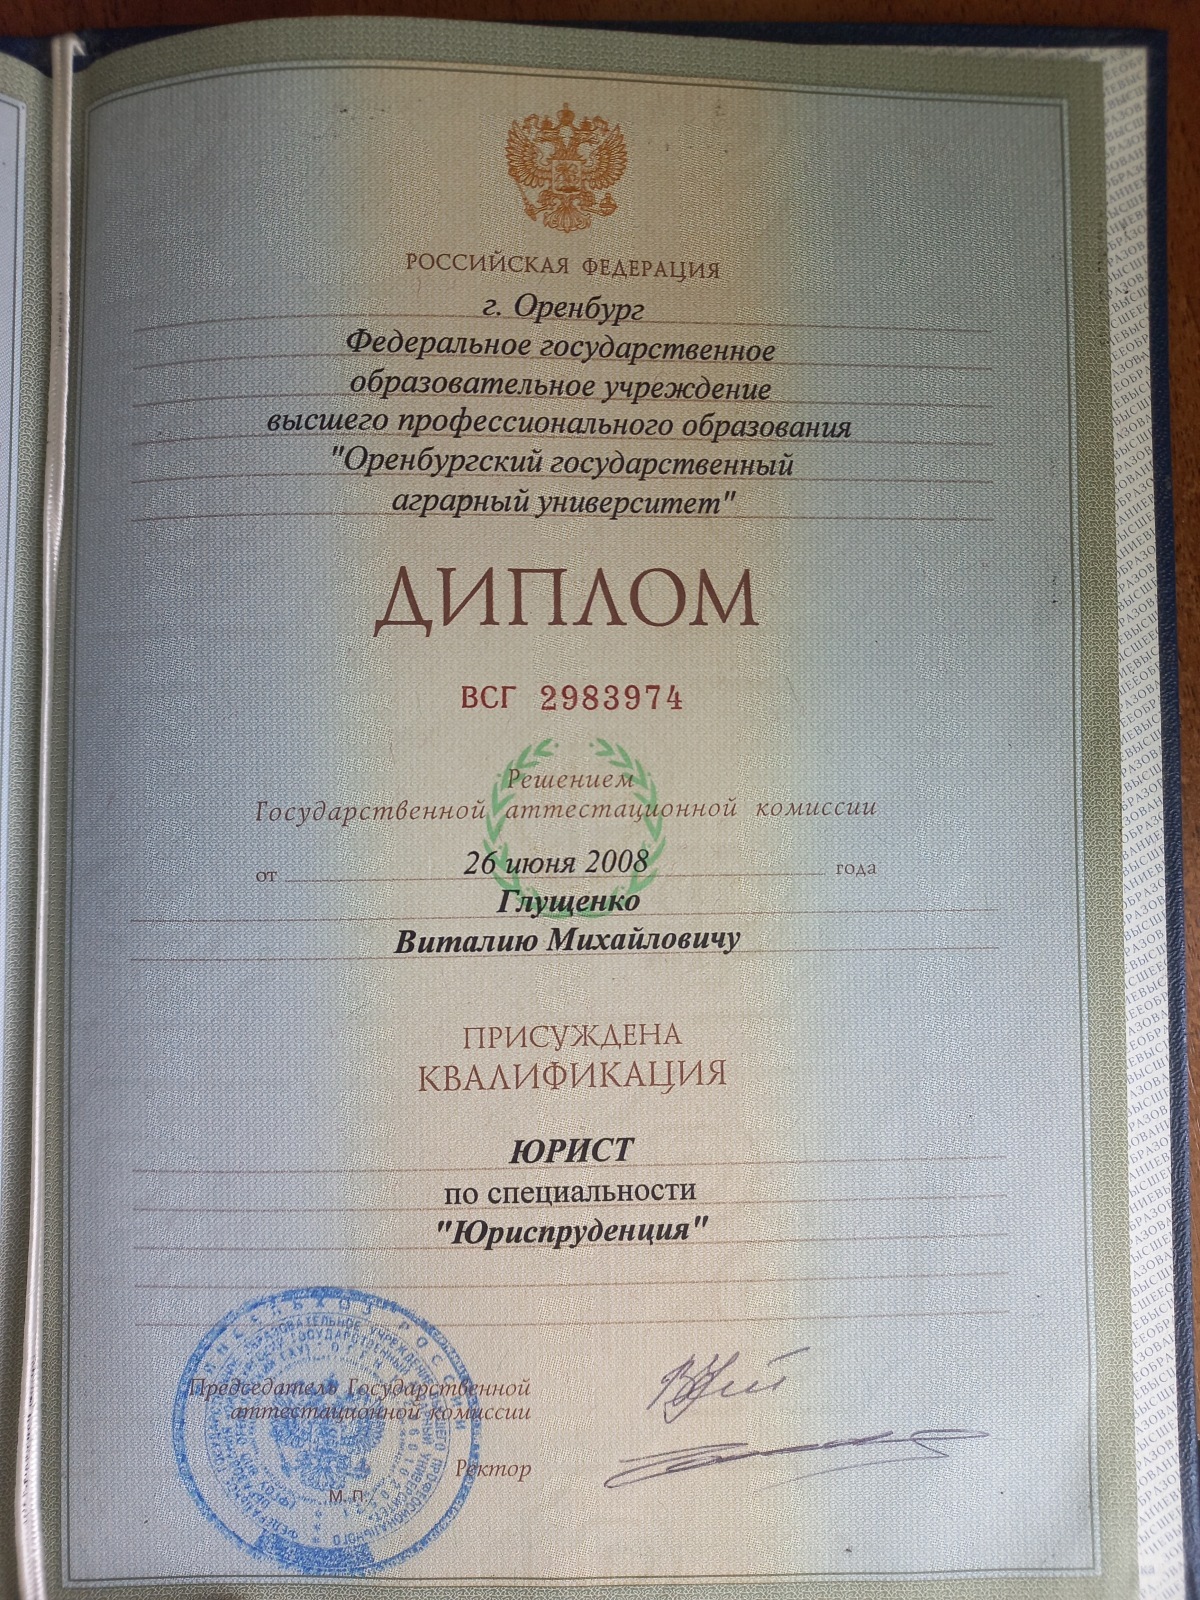 РОССИЙСКАЯ ФЕДЕРАЦИЯ
г. Оренбург
Федеральное государственное
образовательное учреждение
высшего профессионального образования
"Оренбургский государственный
аграрный университет"
ДИПЛОМ
ВСГ 2983974
Решением
Государственной аттестационной комиссии
от 26 июня 2008 года
Глущенко
Виталию Михайловичу
ПРИСУЖДЕНА
КВАЛИФИКАЦИЯ
ЮРИСТ
по специальности
"Юриспруденция"
Председатель Государственной
аттестационной комиссии
Ректор
М. П.